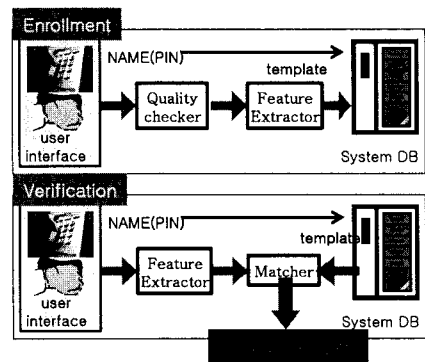 Enrollment
NAME(PIN)
template
Quality
checker
Feature
Extractor
user
interface
System DB
Verification
NAME(PIN)
template
Feature
Extractor
Matcher
user
interface
System DB